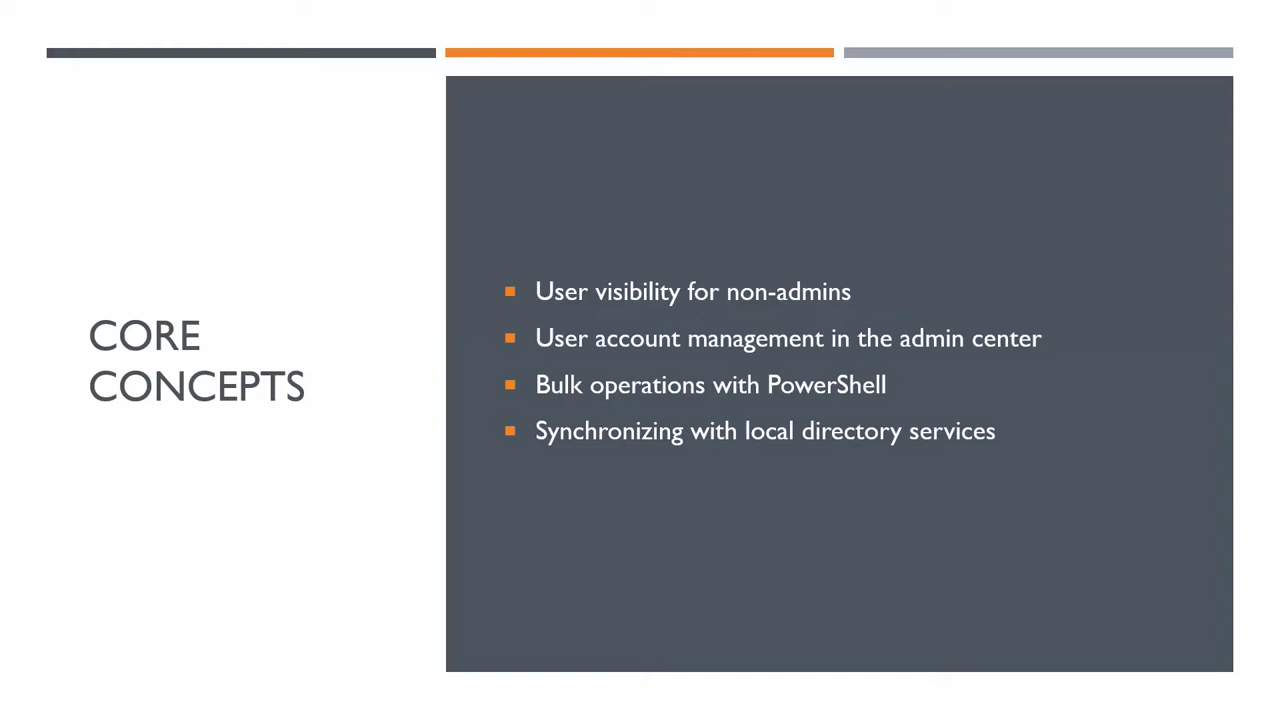 CORE
CONCEPTS
User visibility for non-admins
User account management in the admin center
Bulk operations with PowerShell
Synchronizing with local directory services